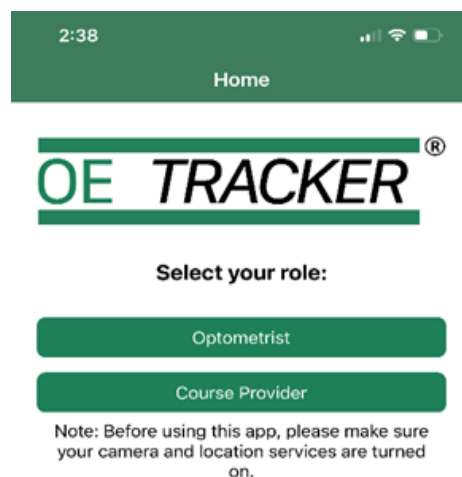 2:38
Home
OE TRACKER®
Select your role:
Optometrist
Course Provider
Note: Before using this app, please make sure
your camera and location services are turned
on.